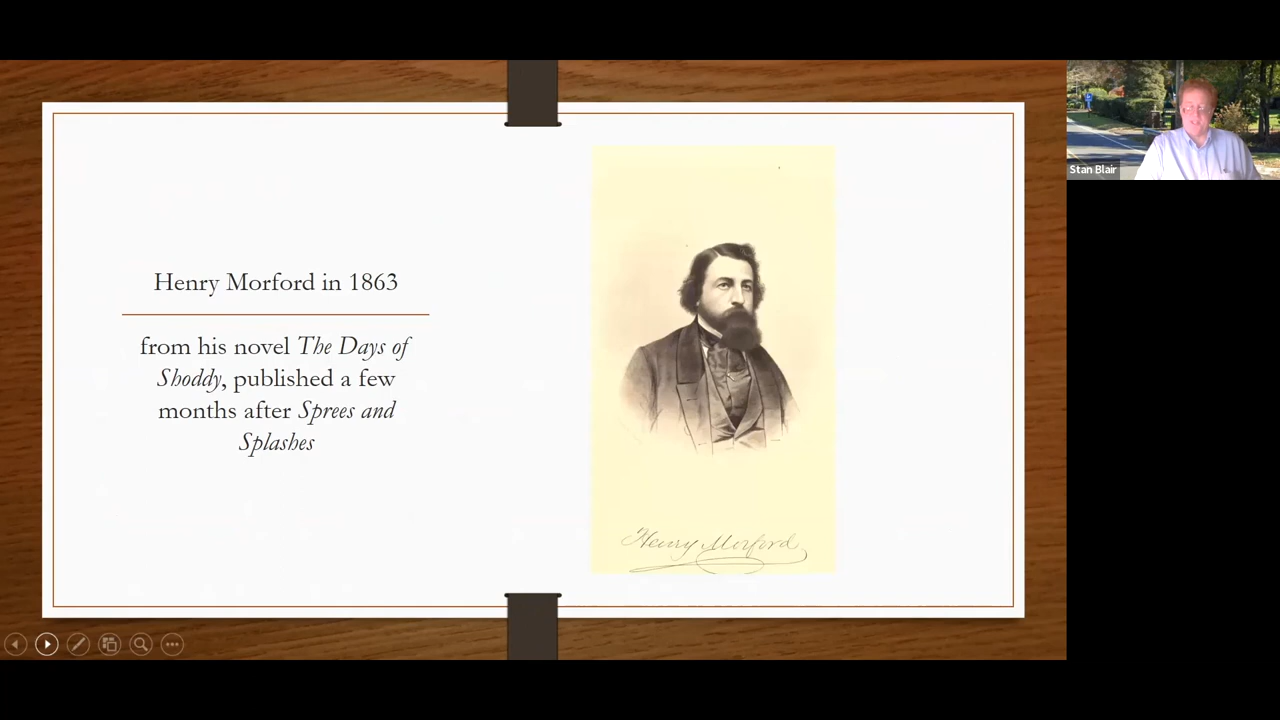 Henry Morford in 1863
from his novel The Days of
Shoddy, published a few
months after Sprees and
Splashes
Henry Morford
Stan Blair